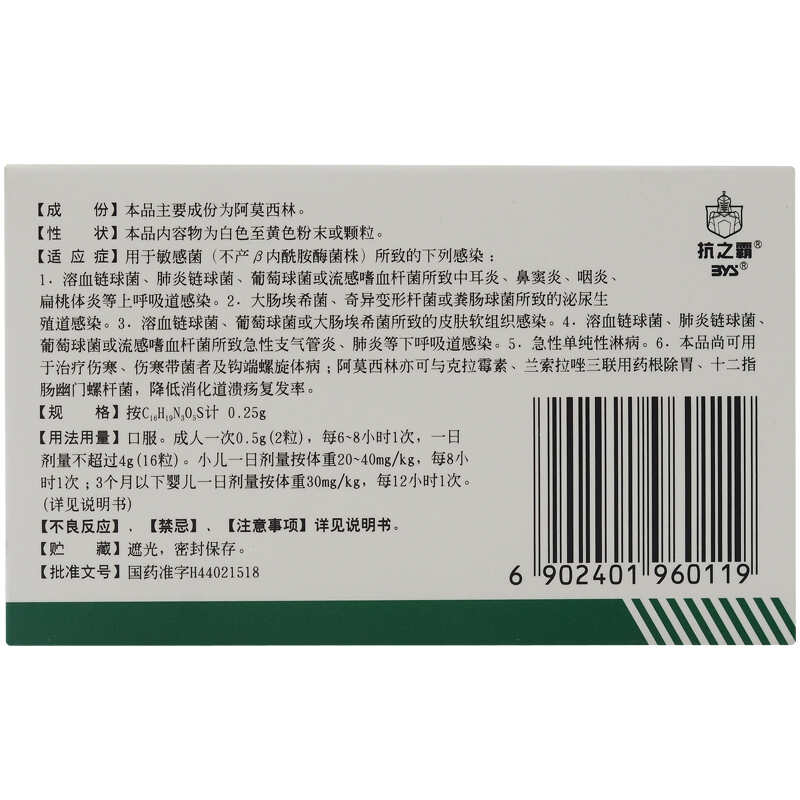 【成　份】本品主要成份为阿莫西林。
【性　状】本品内容物为白色至黄色粉末或颗粒。
【适应症】用于敏感菌（不产β内酰胺酶菌株）所致的下列感染：
1．溶血链球菌、肺炎链球菌、葡萄球菌或流感嗜血杆菌所致中耳炎、鼻窦炎、咽炎、
扁桃体炎等上呼吸道感染。2．大肠埃希菌、奇异变形杆菌或粪肠球菌所致的泌尿生
殖道感染。3．溶血链球菌、葡萄球菌或大肠埃希菌所致的皮肤软组织感染。4．溶血链球菌、肺炎链球菌、
葡萄球菌或流感嗜血杆菌所致急性支气管炎、肺炎等下呼吸道感染。5．急性单纯性淋病。6．本品尚可用
于治疗伤寒、伤寒带菌者及钩端螺旋体病；阿莫西林亦可与克拉霉素、兰索拉唑三联用药根除胃、十二指
肠幽门螺杆菌，降低消化道溃疡复发率。
【规　格】按C₁₆H₁₉N₃O₅S计 0.25g
【用法用量】口服。成人一次0.5g(2粒)，每6~8小时1次，一日
剂量不超过4g(16粒)。小儿一日剂量按体重20~40mg/kg，每8小
时1次；3个月以下婴儿一日剂量按体重30mg/kg，每12小时1次。
(详见说明书)
【不良反应】、【禁忌】、【注意事项】详见说明书。
【贮　藏】遮光，密封保存。
【批准文号】国药准字H44021518
抗之霸®
BYS®
6 902401 960119